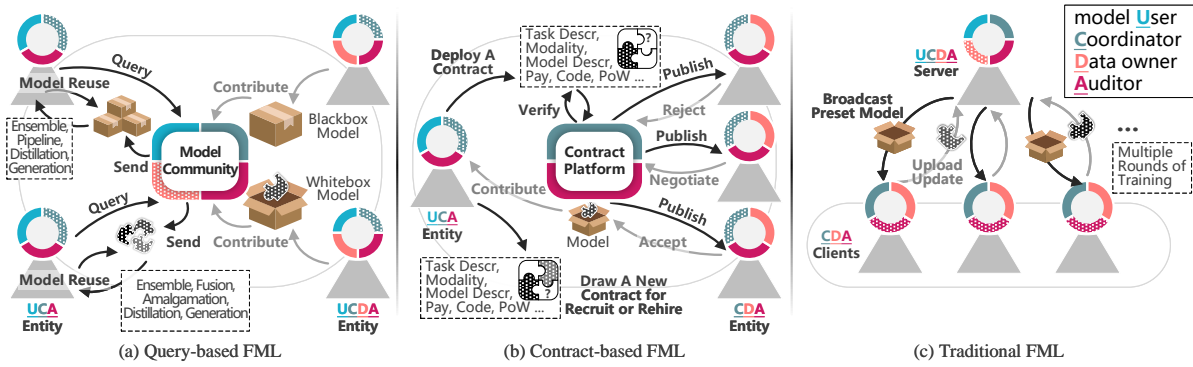 Query
Model Reuse
Ensemble,
Pipeline,
Distillation,
Generation
Send
Contribute
Blackbox
Model
Model
Community
Whitebox
Model
Query
Send
Contribute
Model Reuse
Ensemble, Fusion,
Amalgamation,
Distillation, Generation
UCA
Entity
UCDA
Entity
(a) Query-based FML
Deploy A
Contract
Task Descr,
Modality,
Model Descr,
Pay, Code, PoW ...
?
Verify
Publish
Reject
Contract
Platform
Publish
Negotiate
Contribute
Publish
Model
Accept
UCA
Entity
Task Descr,
Modality,
Model Descr,
Pay, Code, PoW ...
?
Draw A New
Contract for
Recruit or Rehire
CDA
Entity
(b) Contract-based FML
UCDA
Server
model User
Coordinator
Data owner
Auditor
Broadcast
Preset Model
Upload
Update
...
Multiple
Rounds of
Training
CDA
Clients
(c) Traditional FML